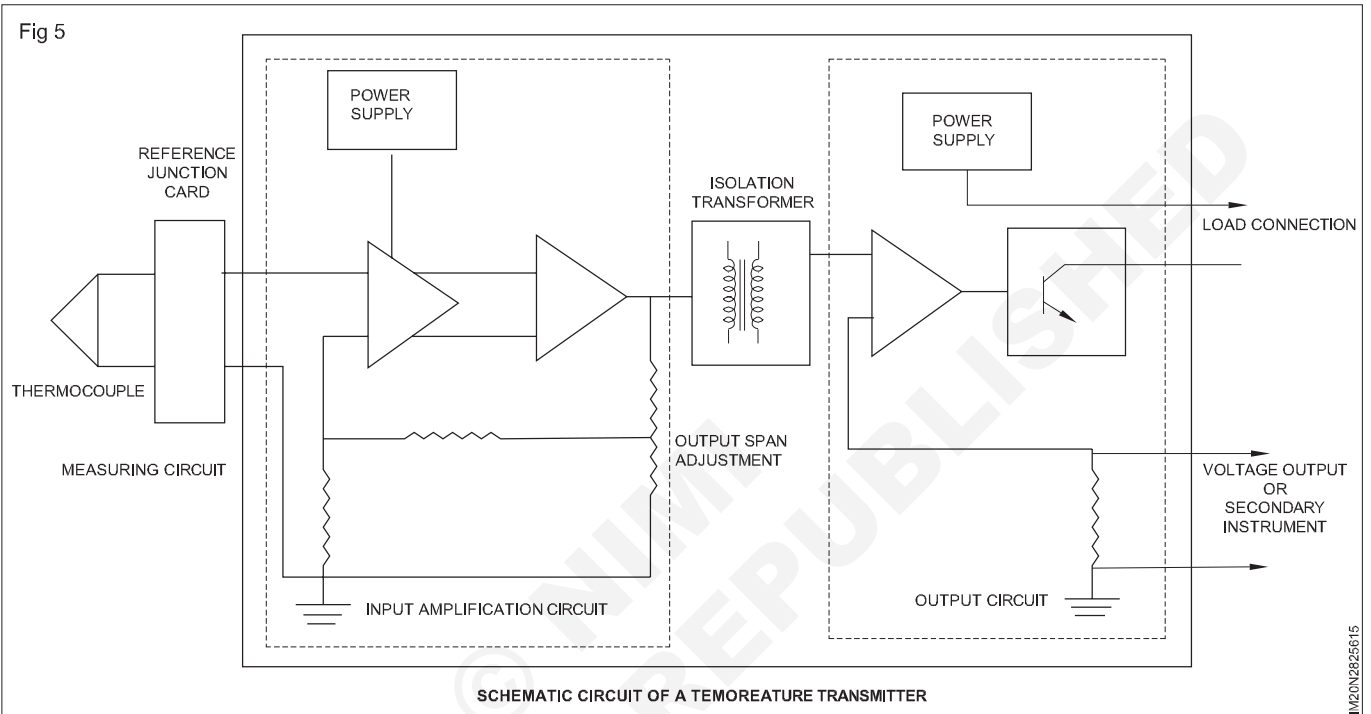 Fig 5
POWER
SUPPLY
POWER
SUPPLY
REFERENCE
JUNCTION
CARD
ISOLATION
TRANSFORMER
LOAD CONNECTION
THERMOCOUPLE
MEASURING CIRCUIT
OUTPUT SPAN
ADJUSTMENT
VOLTAGE OUTPUT
OR
SECONDARY
INSTRUMENT
INPUT AMPLIFICATION CIRCUIT
OUTPUT CIRCUIT
SCHEMATIC CIRCUIT OF A TEMOREATURE TRANSMITTER
IM20N2825615
© NIMI
REPUBLISHED